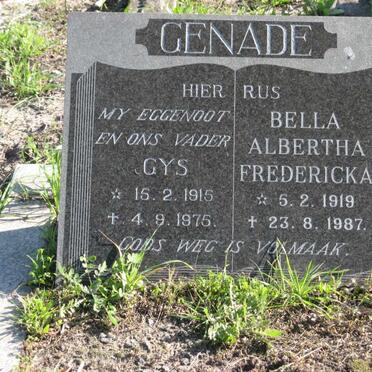 GENADE
HIER RUS
MY EGGENOOT
EN ONS VADER
GYS
☆ 15.2.1915
✝ 4.9.1975.
BELLA
ALBERTHA
FREDERICKA
☆ 5.2.1919
✝ 23.8.1987.
GODS WEG IS VOLMAAK.